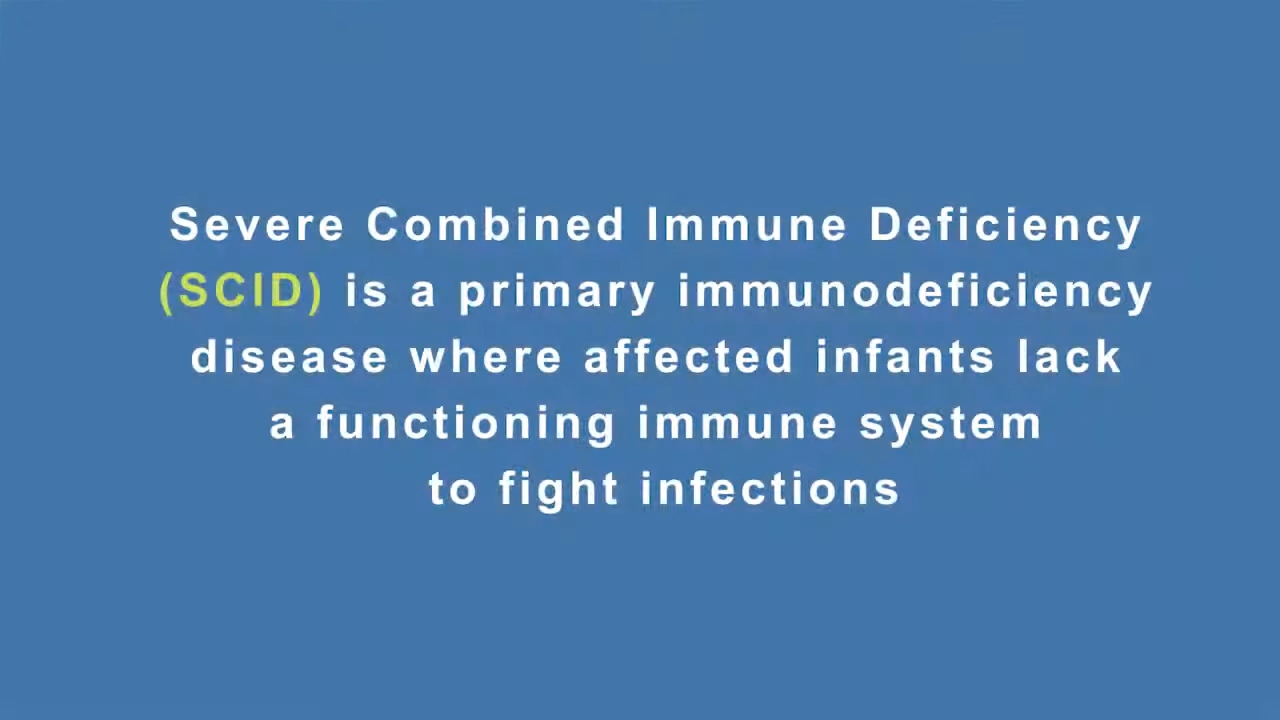 Severe Combined Immune Deficiency
(SCID) is a primary immunodeficiency
disease where affected infants lack
a functioning immune system
to fight infections